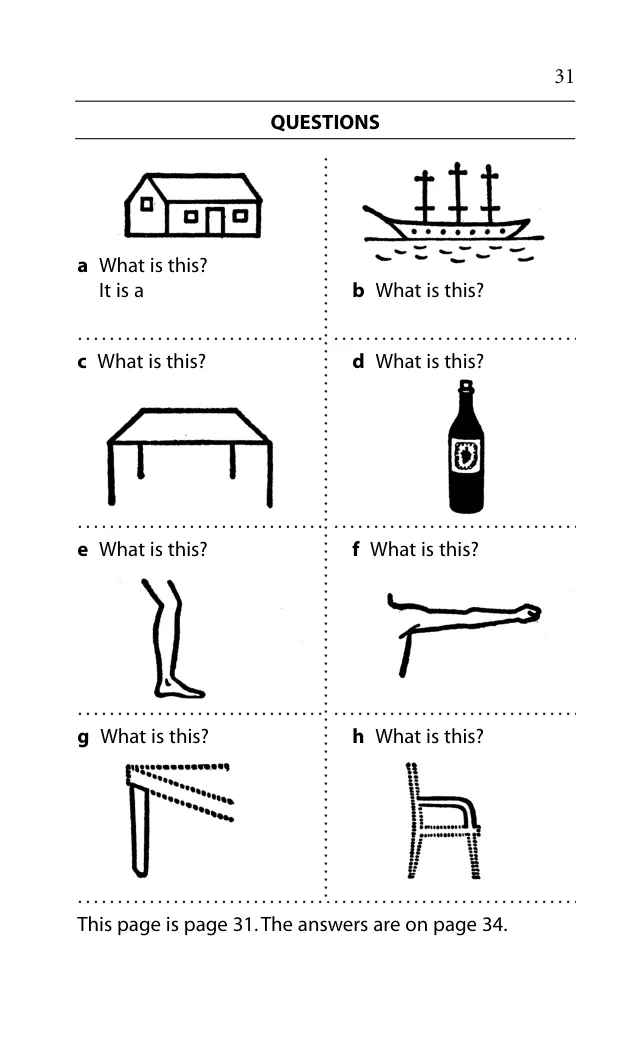 31
QUESTIONS
a What is this?
It is a
b What is this?
c What is this?
d What is this?
e What is this?
f What is this?
g What is this?
h What is this?
This page is page 31. The answers are on page 34.